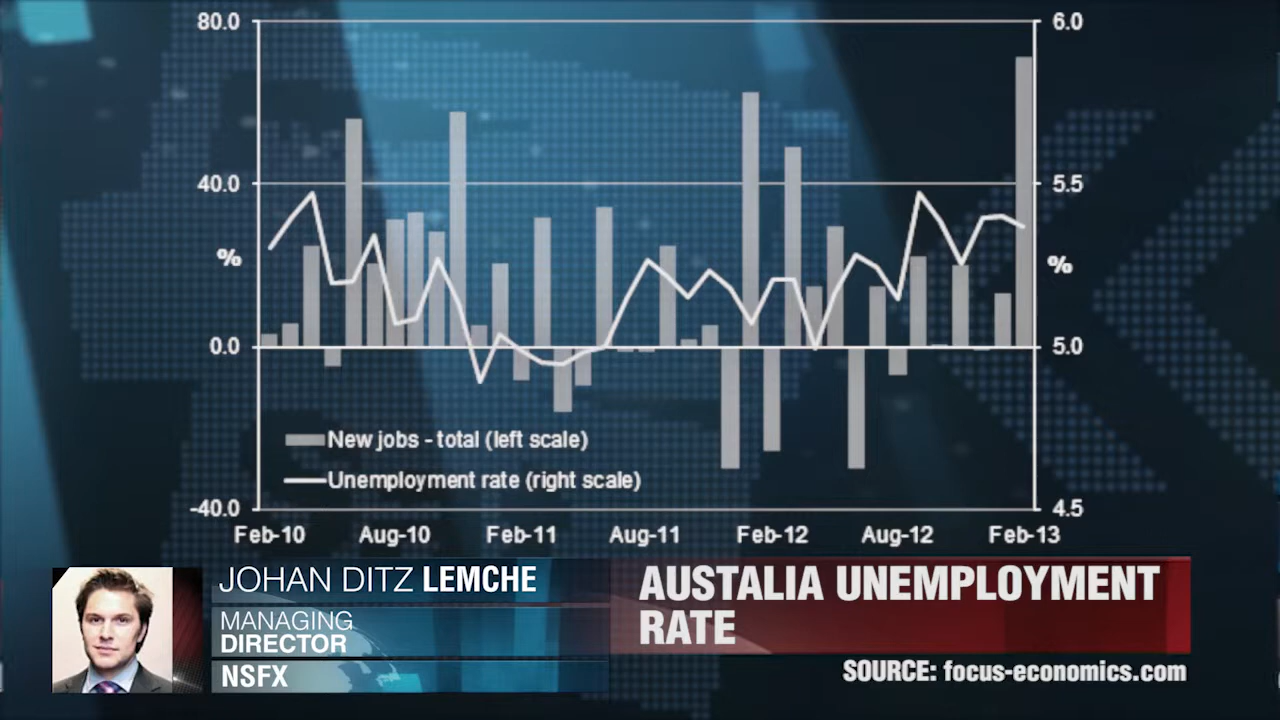 80.0
6.0
40.0
5.5
%
%
0.0
5.0
New jobs - total (left scale)
Unemployment rate (right scale)
-40.0
4.5
Feb-10 Aug-10 Feb-11 Aug-11 Feb-12 Aug-12 Feb-13
JOHAN DITZ LEMCHE
MANAGING
DIRECTOR
NSFX
AUSTALIA UNEMPLOYMENT
RATE
SOURCE: focus-economics.com